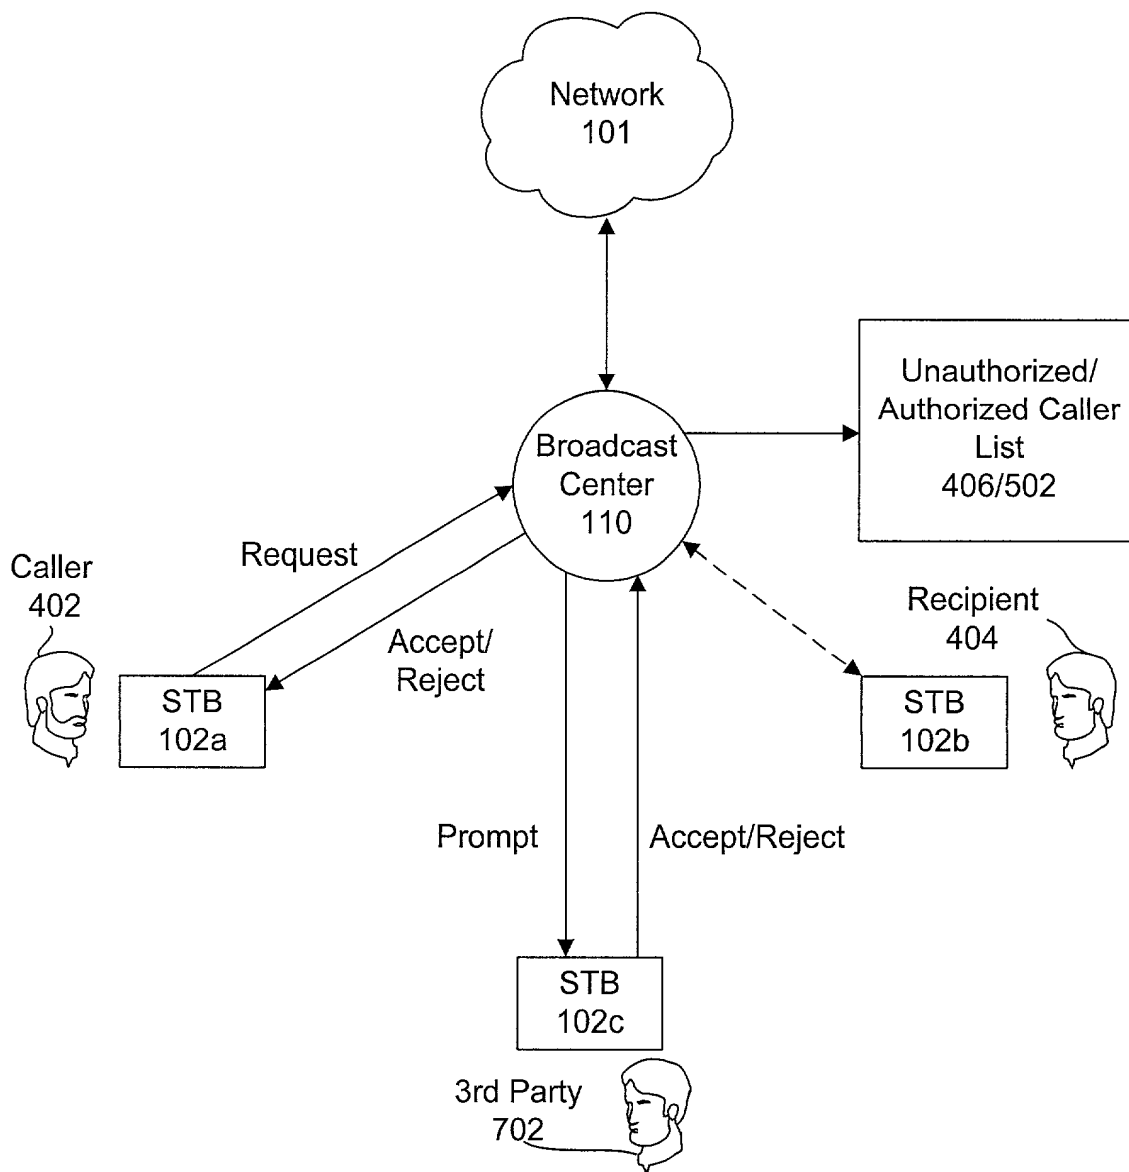 Network
101
Unauthorized/
Authorized Caller
List
406/502
Broadcast
Center
110
Request
Accept/
Reject
Caller
402
STB
102a
Recipient
404
STB
102b
Prompt
Accept/Reject
STB
102c
3rd Party
702